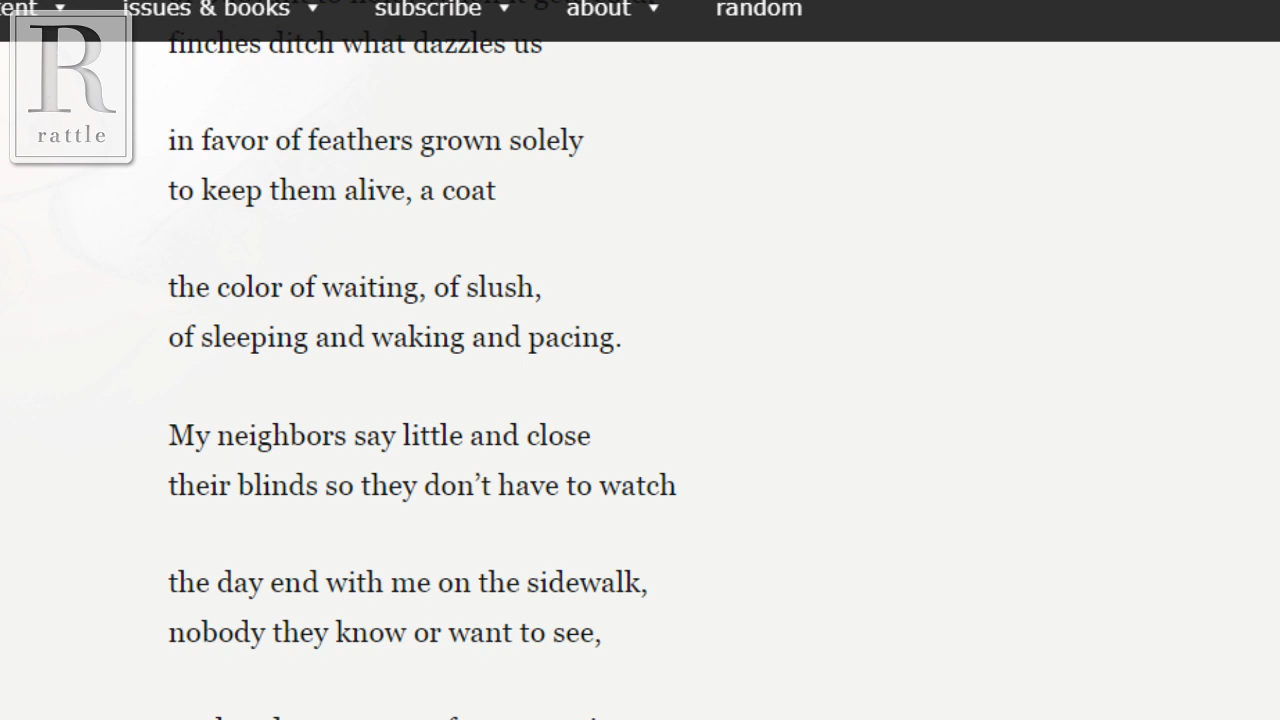 ent issues & books subscribe about random
finches ditch what dazzles us
R
rattle
in favor of feathers grown solely
to keep them alive, a coat
the color of waiting, of slush,
of sleeping and waking and pacing.
My neighbors say little and close
their blinds so they don’t have to watch
the day end with me on the sidewalk,
nobody they know or want to see,